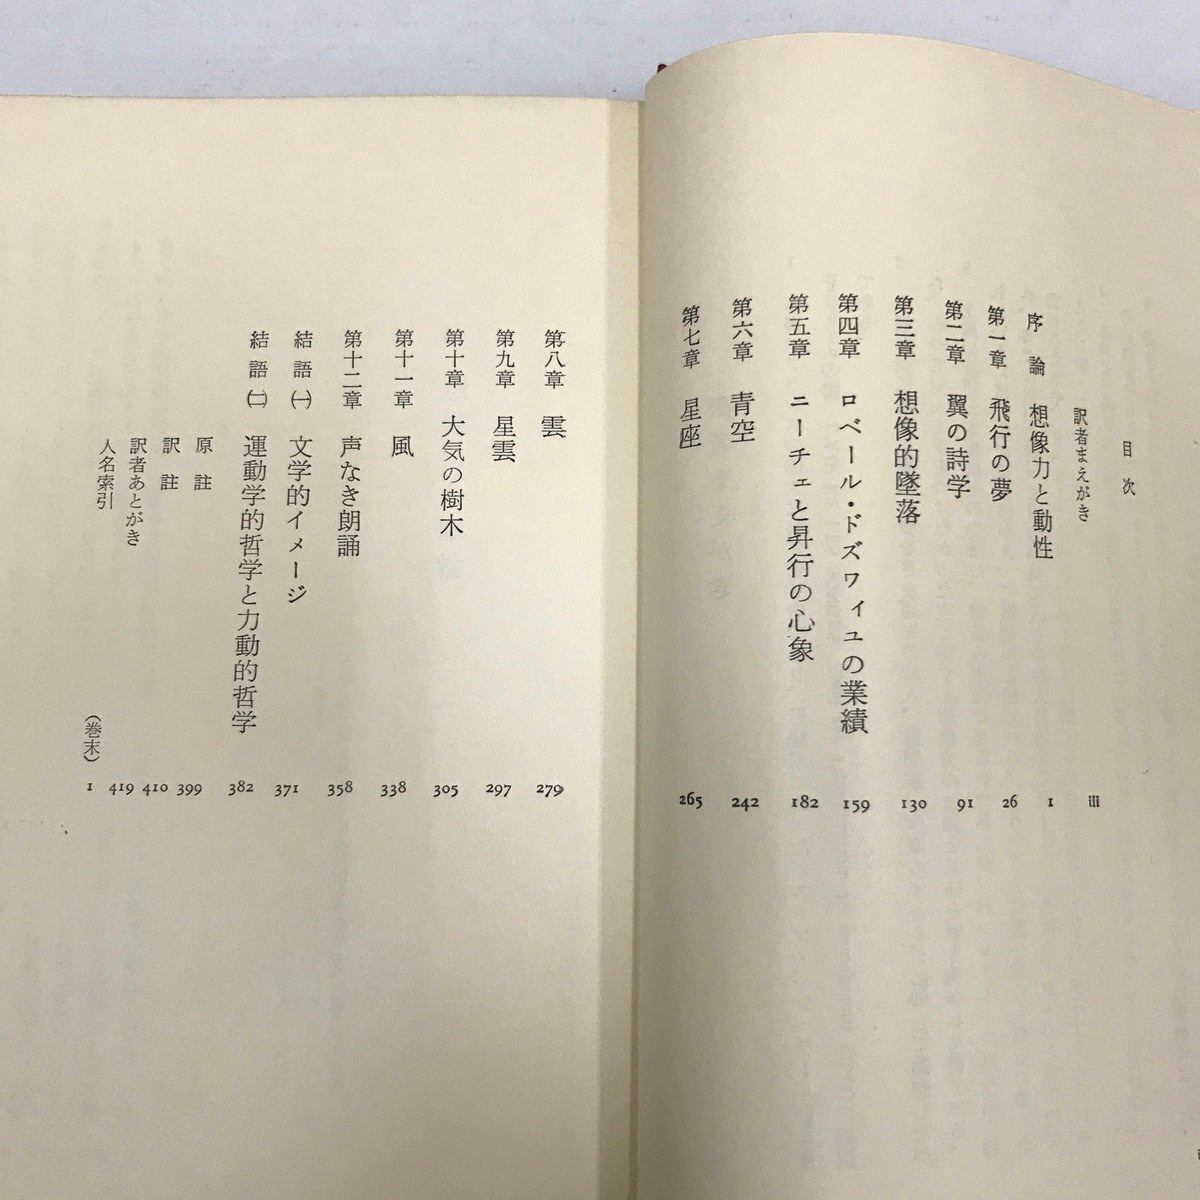 目次
訳者まえがき iii
序論 想像力と動性 1
第一章 飛行の夢 26
第二章 翼の詩学 91
第三章 想像的墜落 130
第四章 ロベール・ドズワィユの業績 159
第五章 ニーチェと昇行の心象 182
第六章 青空 242
第七章 星座 265
第八章 雲 279
第九章 星雲 297
第十章 大気の樹木 305
第十一章 風 338
第十二章 声なき朗誦 358
結語㈠ 文学的イメージ 371
結語㈡ 運動学的哲学と力動的哲学 382
原註 399
訳註 410
訳者あとがき 419
人名索引 (巻末) 1